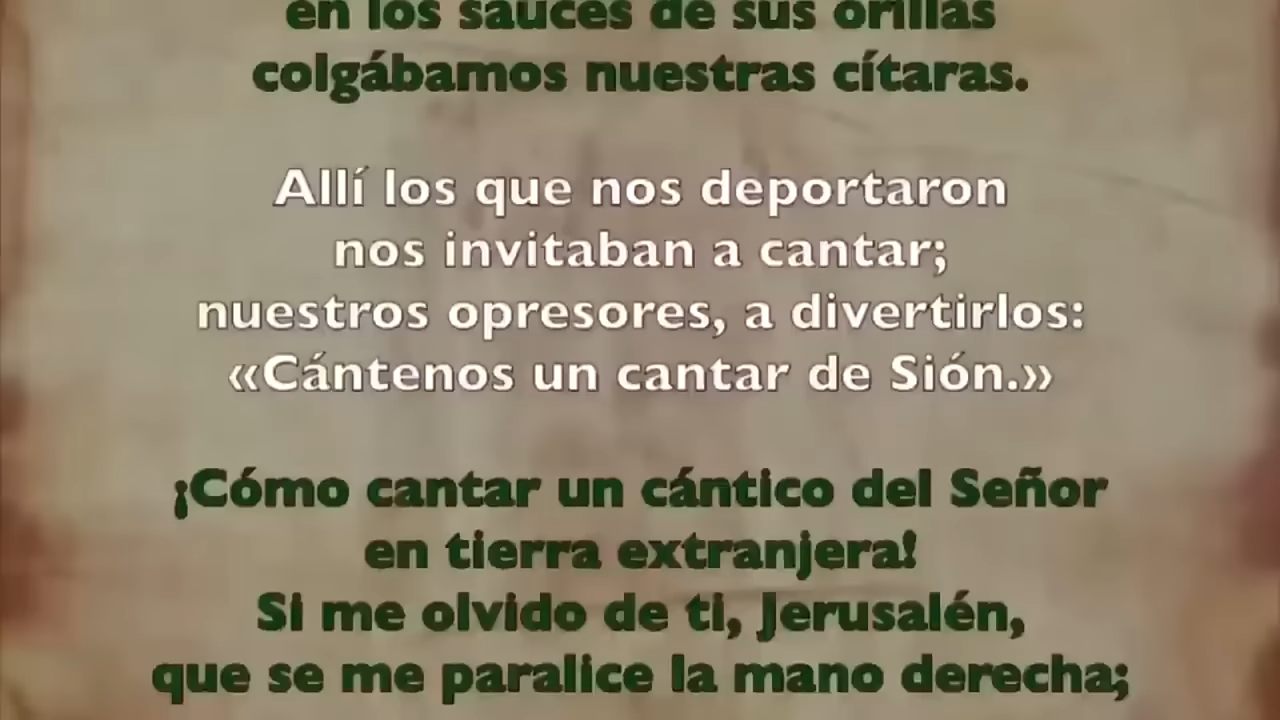 en los sauces de sus orillas
colgábamos nuestras cítaras.
Allí los que nos deportaron
nos invitaban a cantar;
nuestros opresores, a divertirlos:
«Cántenos un cantar de Sión.»
¡Cómo cantar un cántico del Señor
en tierra extranjera!
Si me olvido de ti, Jerusalén,
que se me paralice la mano derecha;